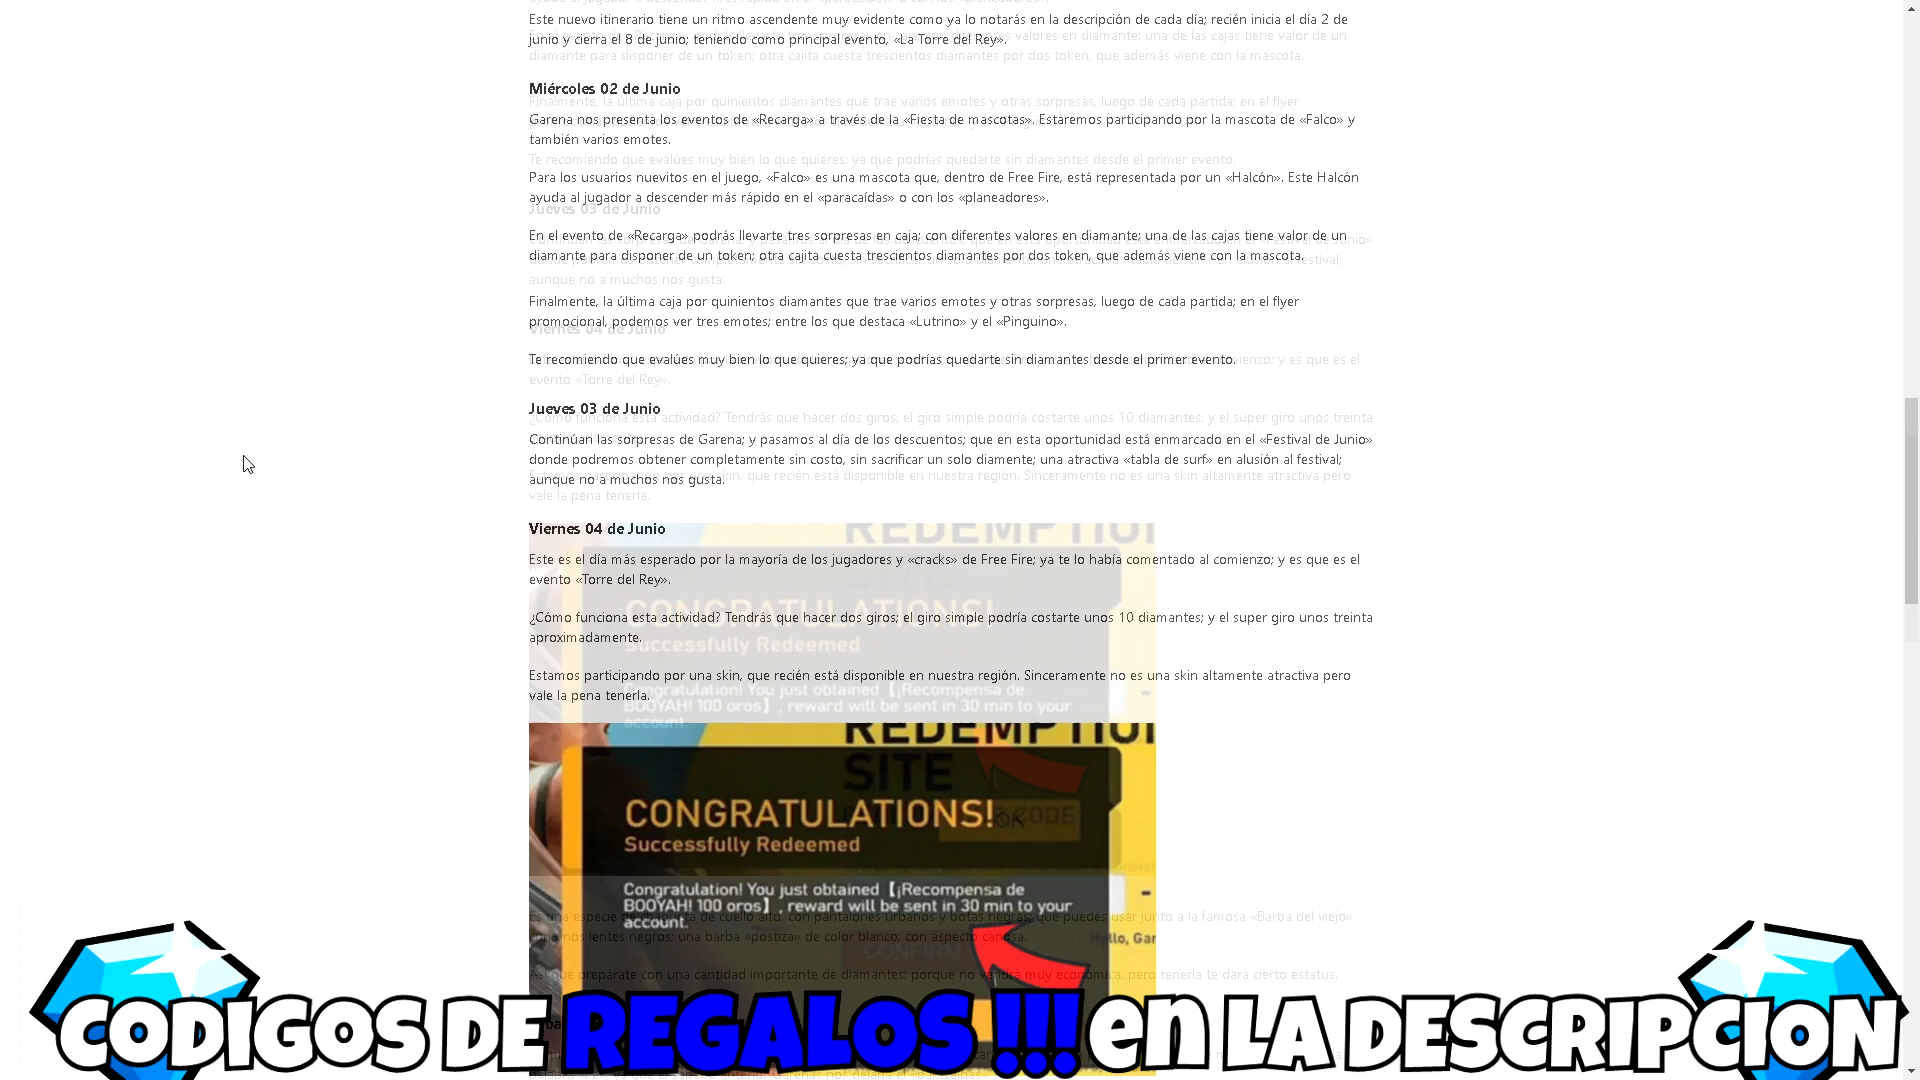 Este nuevo itinerario tiene un ritmo ascendente muy evidente como ya lo notarás en la descripción de cada día; recién inicia el día 2 de
junio y cierra el 8 de junio; teniendo como principal evento, «La Torre del Rey».
Miércoles 02 de Junio
Garena nos presenta los eventos de «Recarga» a través de la «Fiesta de mascotas». Estaremos participando por la mascota de «Falco» y
también varios emotes.
Para los usuarios nuevitos en el juego, «Falco» es una mascota que, dentro de Free Fire, está representada por un «Halcón». Este Halcón
ayuda al jugador a descender más rápido en el «paracaídas» o con los «planeadores».
En el evento de «Recarga» podrás llevarte tres sorpresas en caja; con diferentes valores en diamante; una de las cajas tiene valor de un
diamante para disponer de un token; otra cajita cuesta trescientos diamantes por dos token, que además viene con la mascota.
Finalmente, la última caja por quinientos diamantes que trae varios emotes y otras sorpresas, luego de cada partida; en el flyer
promocional, podemos ver tres emotes; entre los que destaca «Lutrino» y el «Pinguino».
Te recomiendo que evalúes muy bien lo que quieres; ya que podrías quedarte sin diamantes desde el primer evento.
Jueves 03 de Junio
Continúan las sorpresas de Garena; y pasamos al día de los descuentos; que en esta oportunidad está enmarcado en el «Festival de Junio»
donde podremos obtener completamente sin costo, sin sacrificar un solo diamente; una atractiva «tabla de surf» en alusión al festival;
aunque no a muchos nos gusta.
Viernes 04 de Junio
Este es el día más esperado por la mayoría de los jugadores y «cracks» de Free Fire; ya te lo había comentado al comienzo; y es que es el
evento «Torre del Rey».
¿Cómo funciona esta actividad? Tendrás que hacer dos giros; el giro simple podría costarte unos 10 diamantes; y el super giro unos treinta
aproximadamente.
Estamos participando por una skin, que recién está disponible en nuestra región. Sinceramente no es una skin altamente atractiva pero
vale la pena tenerla.
REDEMPTION
SITE
CONGRATULATIONS!
Successfully Redeemed
Congratulation! You just obtained【¡Recompensa de
BOOYAH! 100 oros】, reward will be sent in 30 min to your
account.
CODIGOS DE REGALOS !!! en LA DESCRIPCION